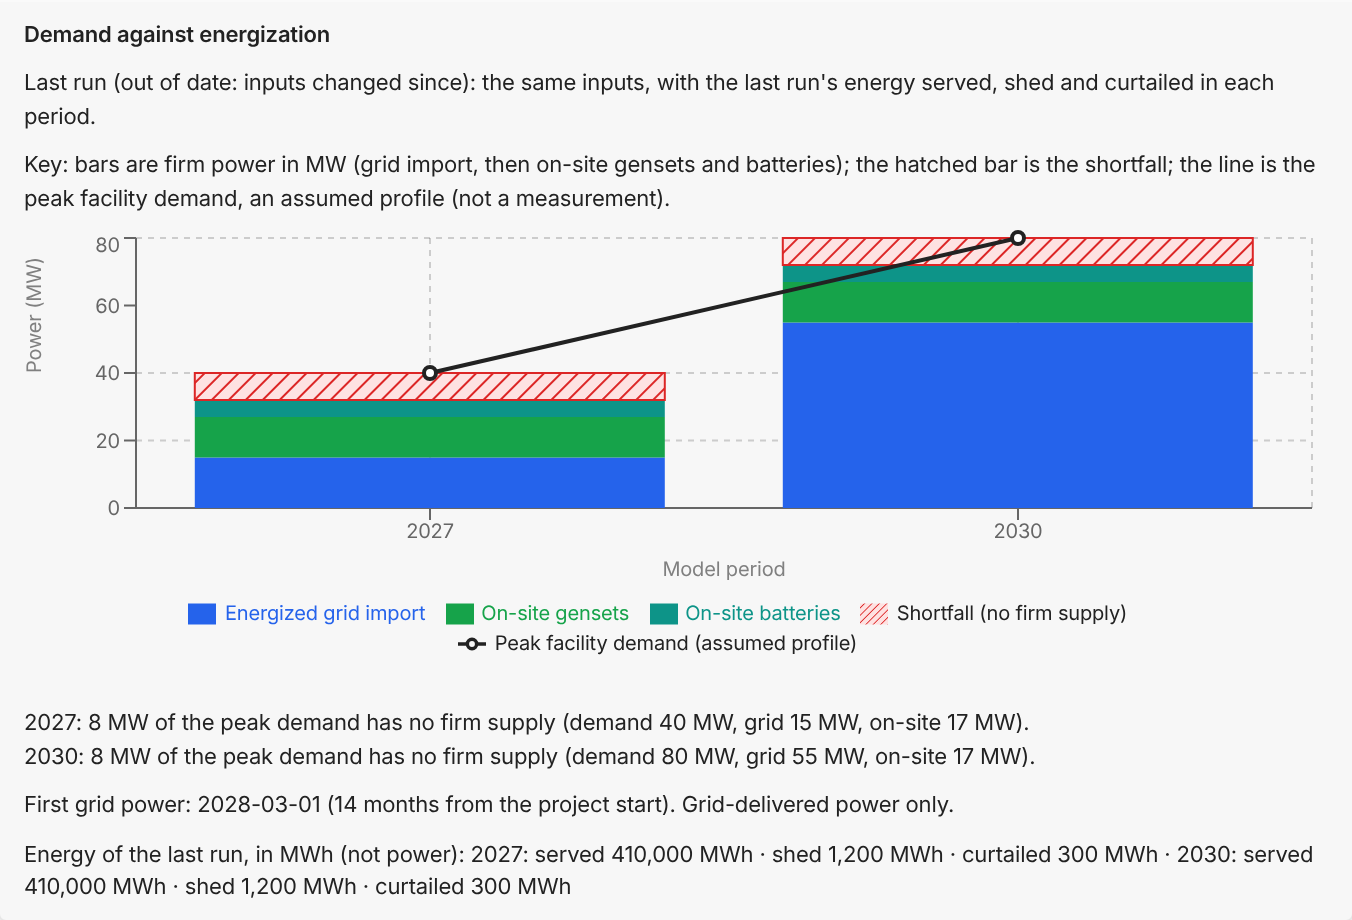 Demand against energization
Last run (out of date: inputs changed since): the same inputs, with the last run's energy served, shed and curtailed in each
period.
Key: bars are firm power in MW (grid import, then on-site gensets and batteries); the hatched bar is the shortfall; the line is the
peak facility demand, an assumed profile (not a measurement).
Power (MW)
80
60
40
20
0
2027
2030
Model period
Energized grid import
On-site gensets
On-site batteries
Shortfall (no firm supply)
Peak facility demand (assumed profile)
2027: 8 MW of the peak demand has no firm supply (demand 40 MW, grid 15 MW, on-site 17 MW).
2030: 8 MW of the peak demand has no firm supply (demand 80 MW, grid 55 MW, on-site 17 MW).
First grid power: 2028-03-01 (14 months from the project start). Grid-delivered power only.
Energy of the last run, in MWh (not power): 2027: served 410,000 MWh · shed 1,200 MWh · curtailed 300 MWh · 2030: served
410,000 MWh · shed 1,200 MWh · curtailed 300 MWh